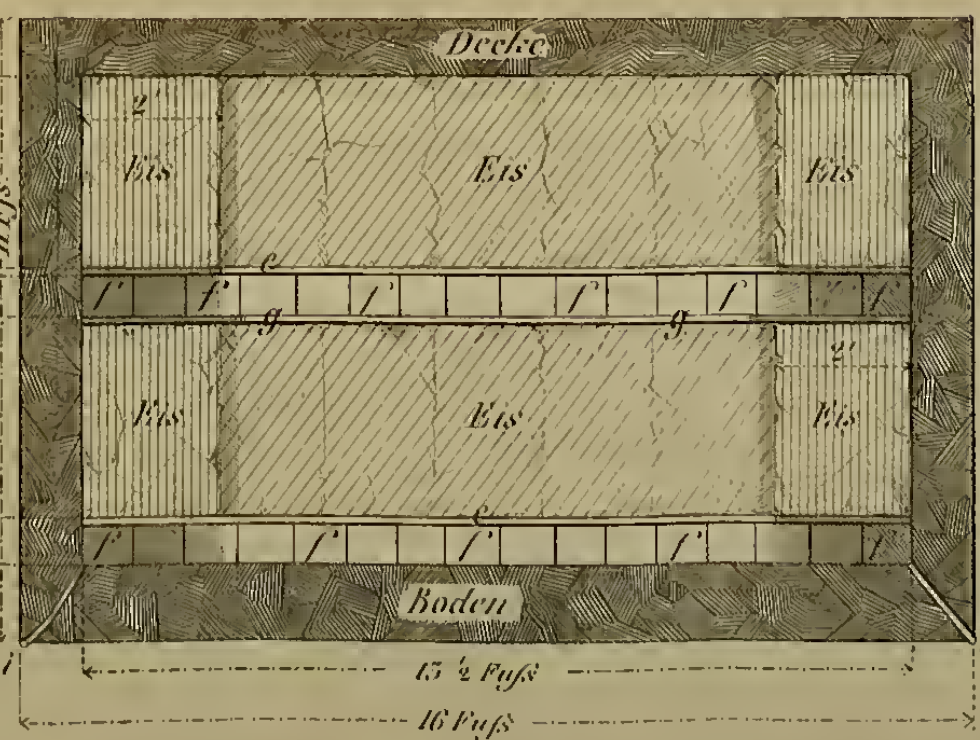 Decke
2'
Eis Eis Eis
e
f f f f f f
g g
2'
Eis Eis Eis
e
f f f f f
Boden
i
13 ½ Fuſs
16 Fuſs